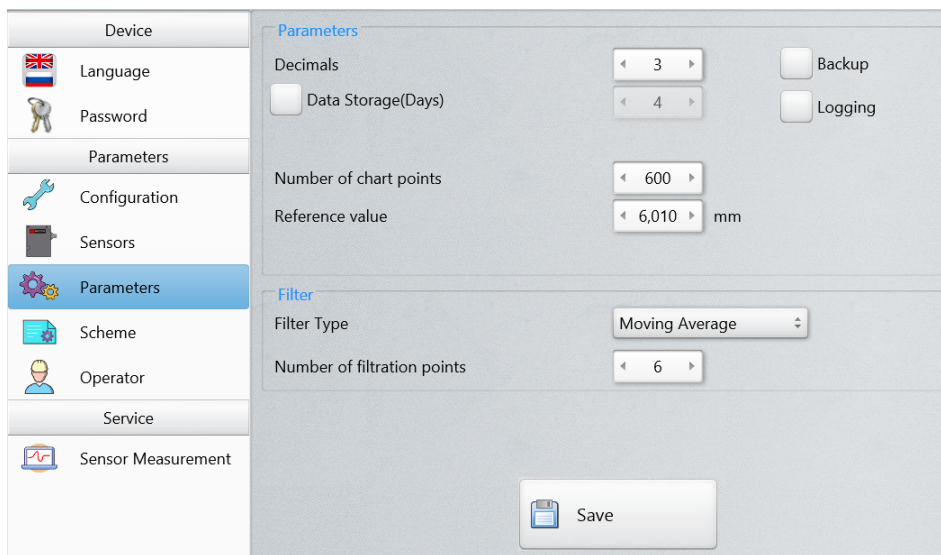 Device
Language
Password
Parameters
Configuration
Sensors
Parameters
Scheme
Operator
Service
Sensor Measurement
Parameters
Decimals 3 Backup
Data Storage(Days) 4 Logging
Number of chart points 600
Reference value 6,010 mm
Filter
Filter Type Moving Average
Number of filtration points 6
Save